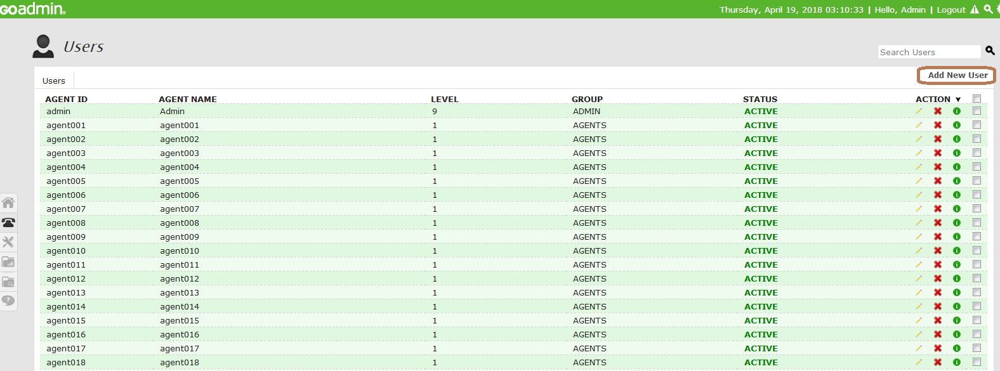 GOadmin®
Thursday, April 19, 2018 03:10:33 | Hello, Admin | Logout
Users
Search Users
Users
Add New User
AGENT ID AGENT NAME LEVEL GROUP STATUS ACTION
admin Admin 9 ADMIN ACTIVE
agent001 agent001 1 AGENTS ACTIVE
agent002 agent002 1 AGENTS ACTIVE
agent003 agent003 1 AGENTS ACTIVE
agent004 agent004 1 AGENTS ACTIVE
agent005 agent005 1 AGENTS ACTIVE
agent006 agent006 1 AGENTS ACTIVE
agent007 agent007 1 AGENTS ACTIVE
agent008 agent008 1 AGENTS ACTIVE
agent009 agent009 1 AGENTS ACTIVE
agent010 agent010 1 AGENTS ACTIVE
agent011 agent011 1 AGENTS ACTIVE
agent012 agent012 1 AGENTS ACTIVE
agent013 agent013 1 AGENTS ACTIVE
agent014 agent014 1 AGENTS ACTIVE
agent015 agent015 1 AGENTS ACTIVE
agent016 agent016 1 AGENTS ACTIVE
agent017 agent017 1 AGENTS ACTIVE
agent018 agent018 1 AGENTS ACTIVE